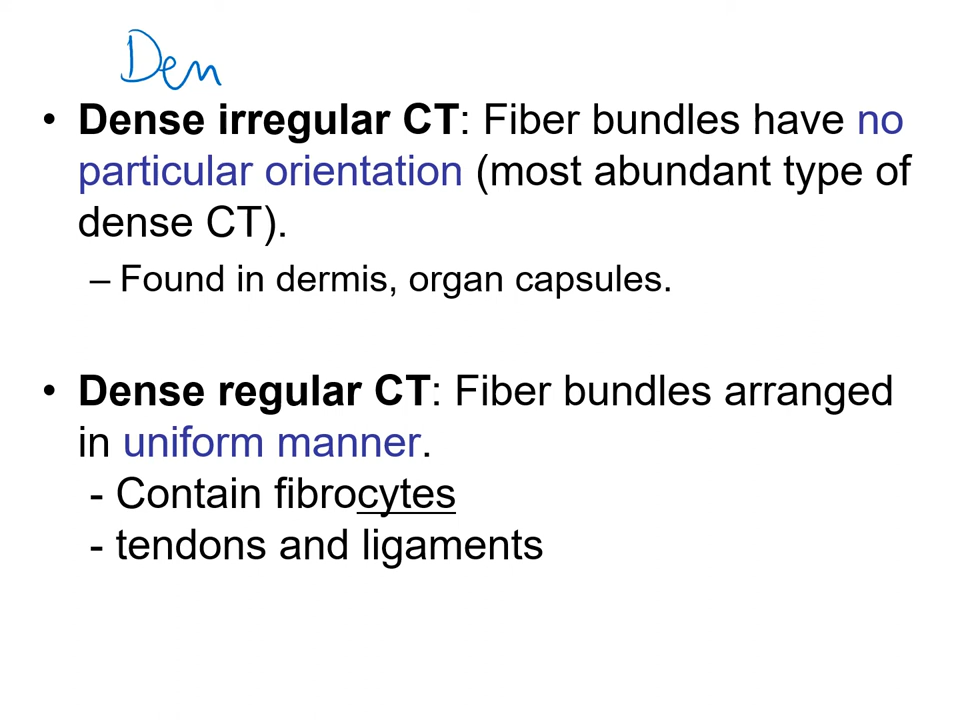 Den
• Dense irregular CT: Fiber bundles have no
particular orientation (most abundant type of
dense CT).
– Found in dermis, organ capsules.
• Dense regular CT: Fiber bundles arranged
in uniform manner.
- Contain fibrocytes
- tendons and ligaments